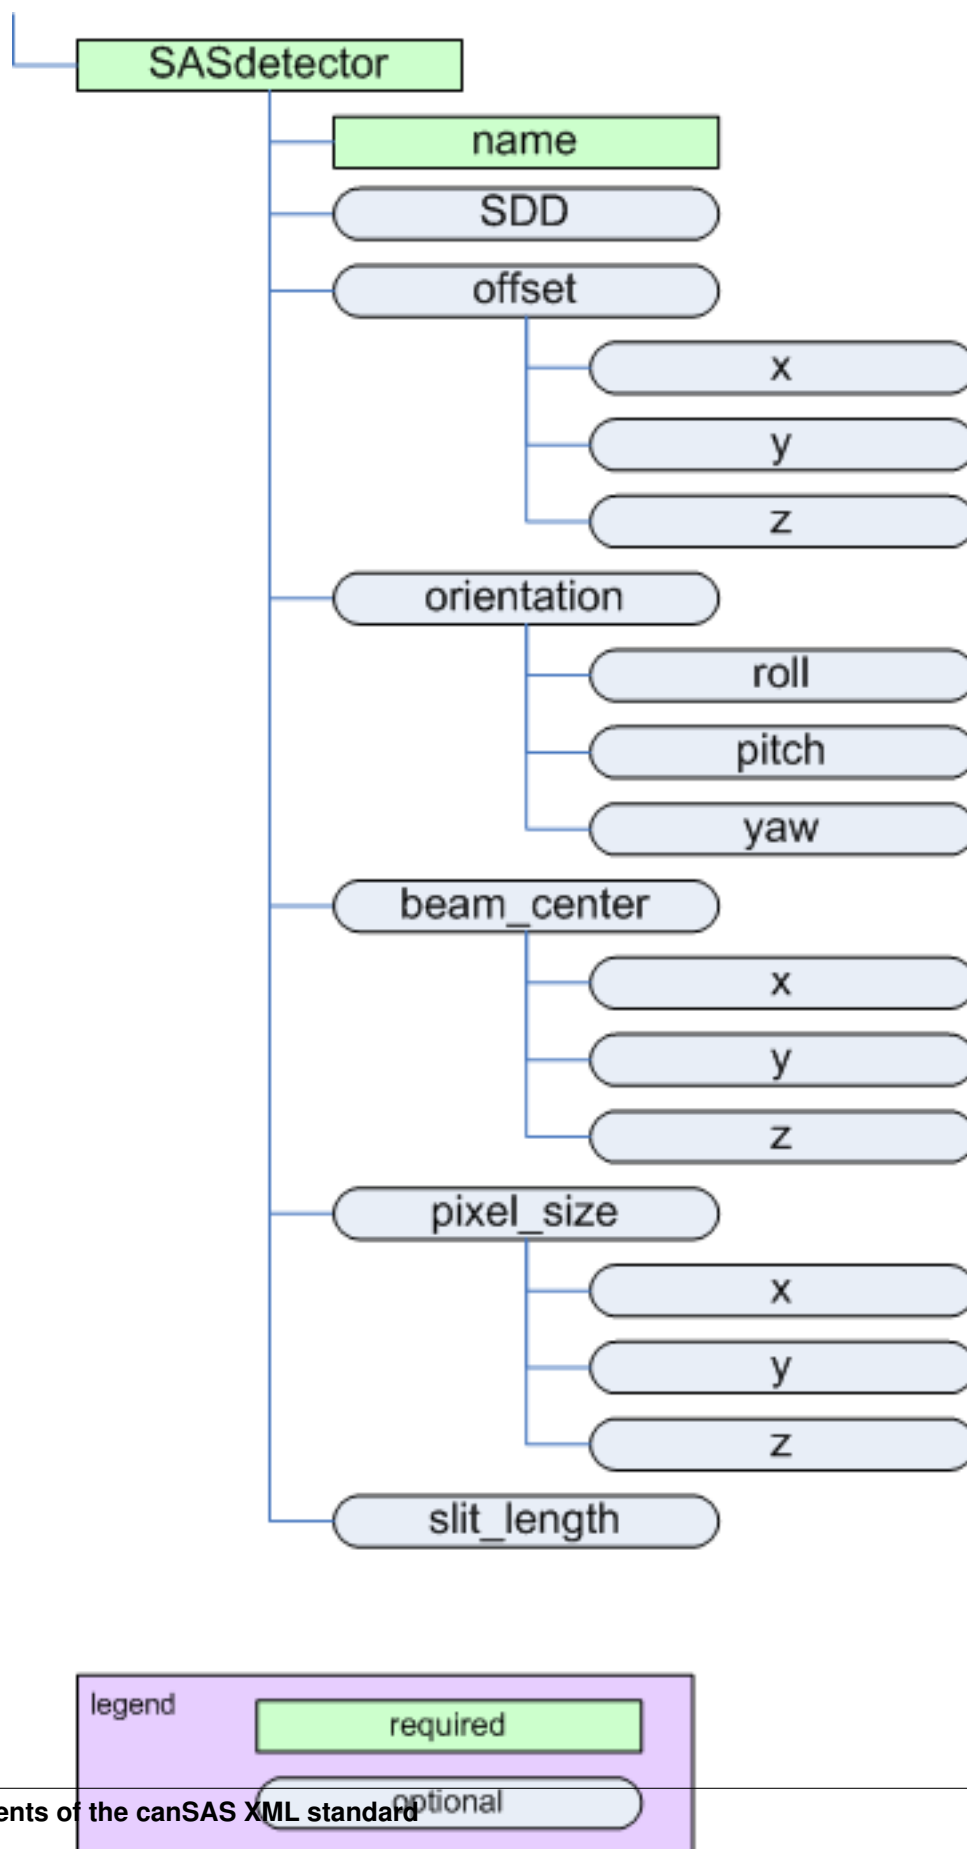 SASdetector
name
SDD
offset
x
y
z
orientation
roll
pitch
yaw
beam_center
x
y
z
pixel_size
x
y
z
slit_length
legend
required
optional
ents of the canSAS XML standard